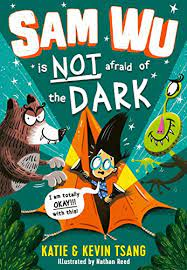 SAM WU
is NOT afraid of
the DARK
I am totally
OKAY!!!
with this!
KATIE & KEVIN TSANG
Illustrated by Nathan Reed